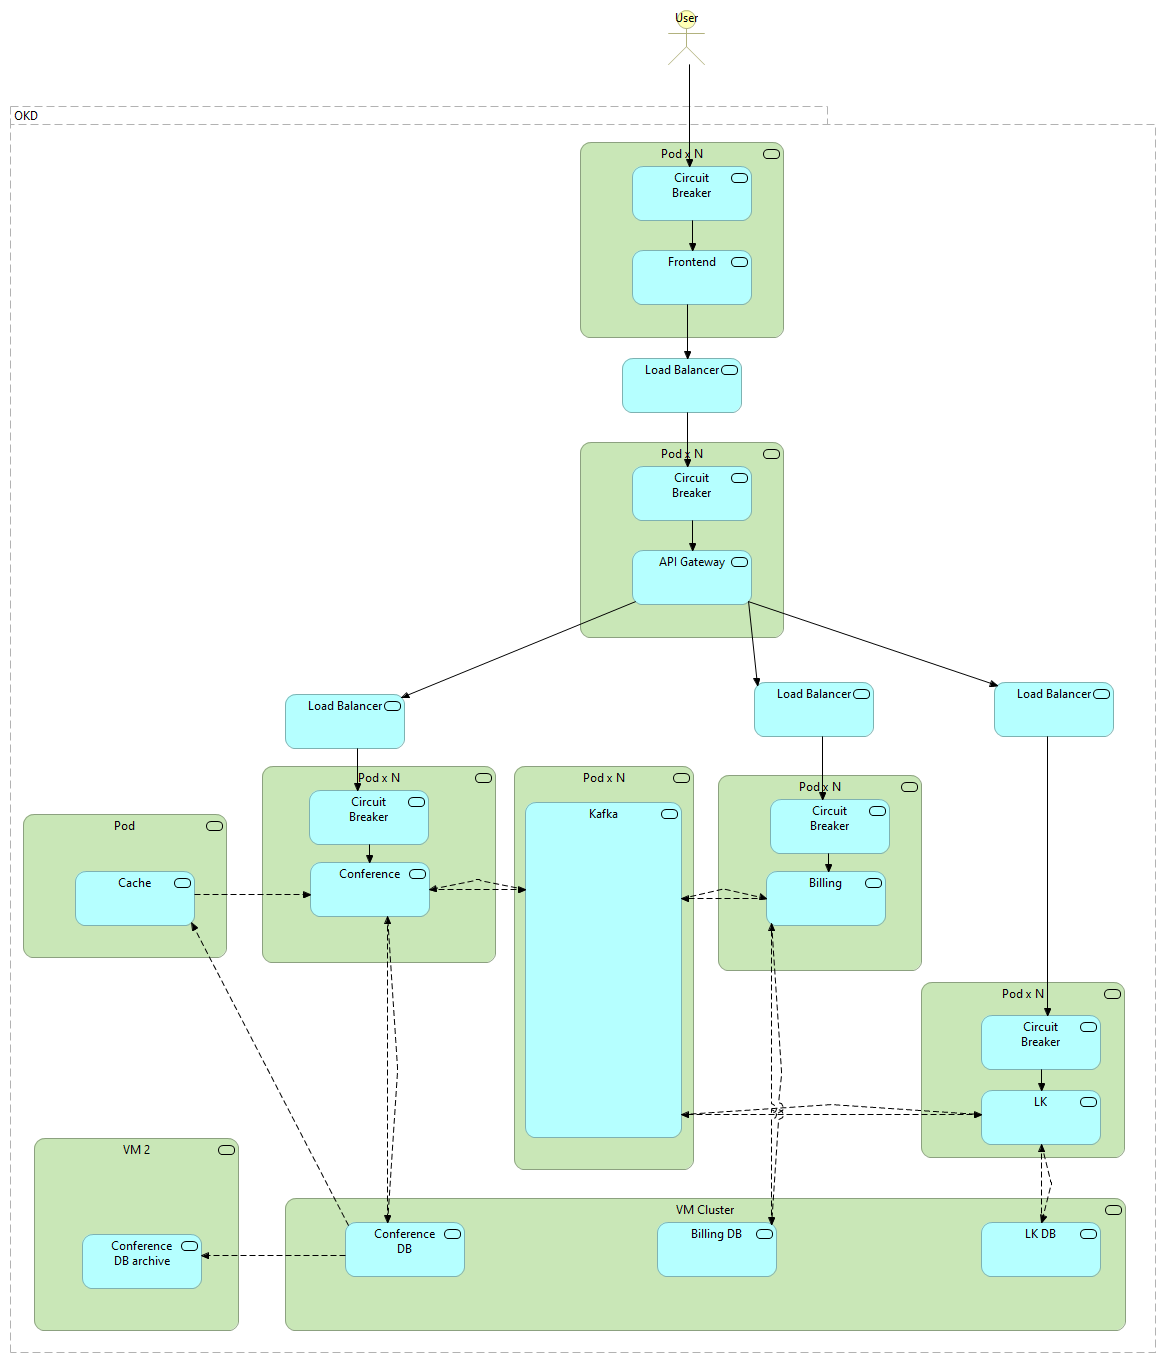 User
OKD
Pod x N
Circuit
Breaker
Frontend
Load Balancer
Pod x N
Circuit
Breaker
API Gateway
Load Balancer
Load Balancer
Load Balancer
Pod x N
Circuit
Breaker
Conference
Pod x N
Kafka
Pod x N
Circuit
Breaker
Billing
Pod
Cache
Pod x N
Circuit
Breaker
LK
VM 2
Conference
DB archive
VM Cluster
Conference
DB
Billing DB
LK DB